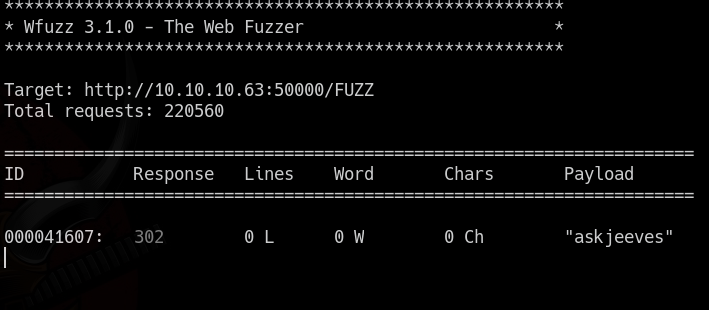 ********************************************************
* Wfuzz 3.1.0 - The Web Fuzzer                         *
********************************************************
Target: http://10.10.10.63:50000/FUZZ
Total requests: 220560
=====================================================================
ID           Response   Lines    Word       Chars       Payload
=====================================================================
000041607:   302        0 L      0 W        0 Ch        "askjeeves"